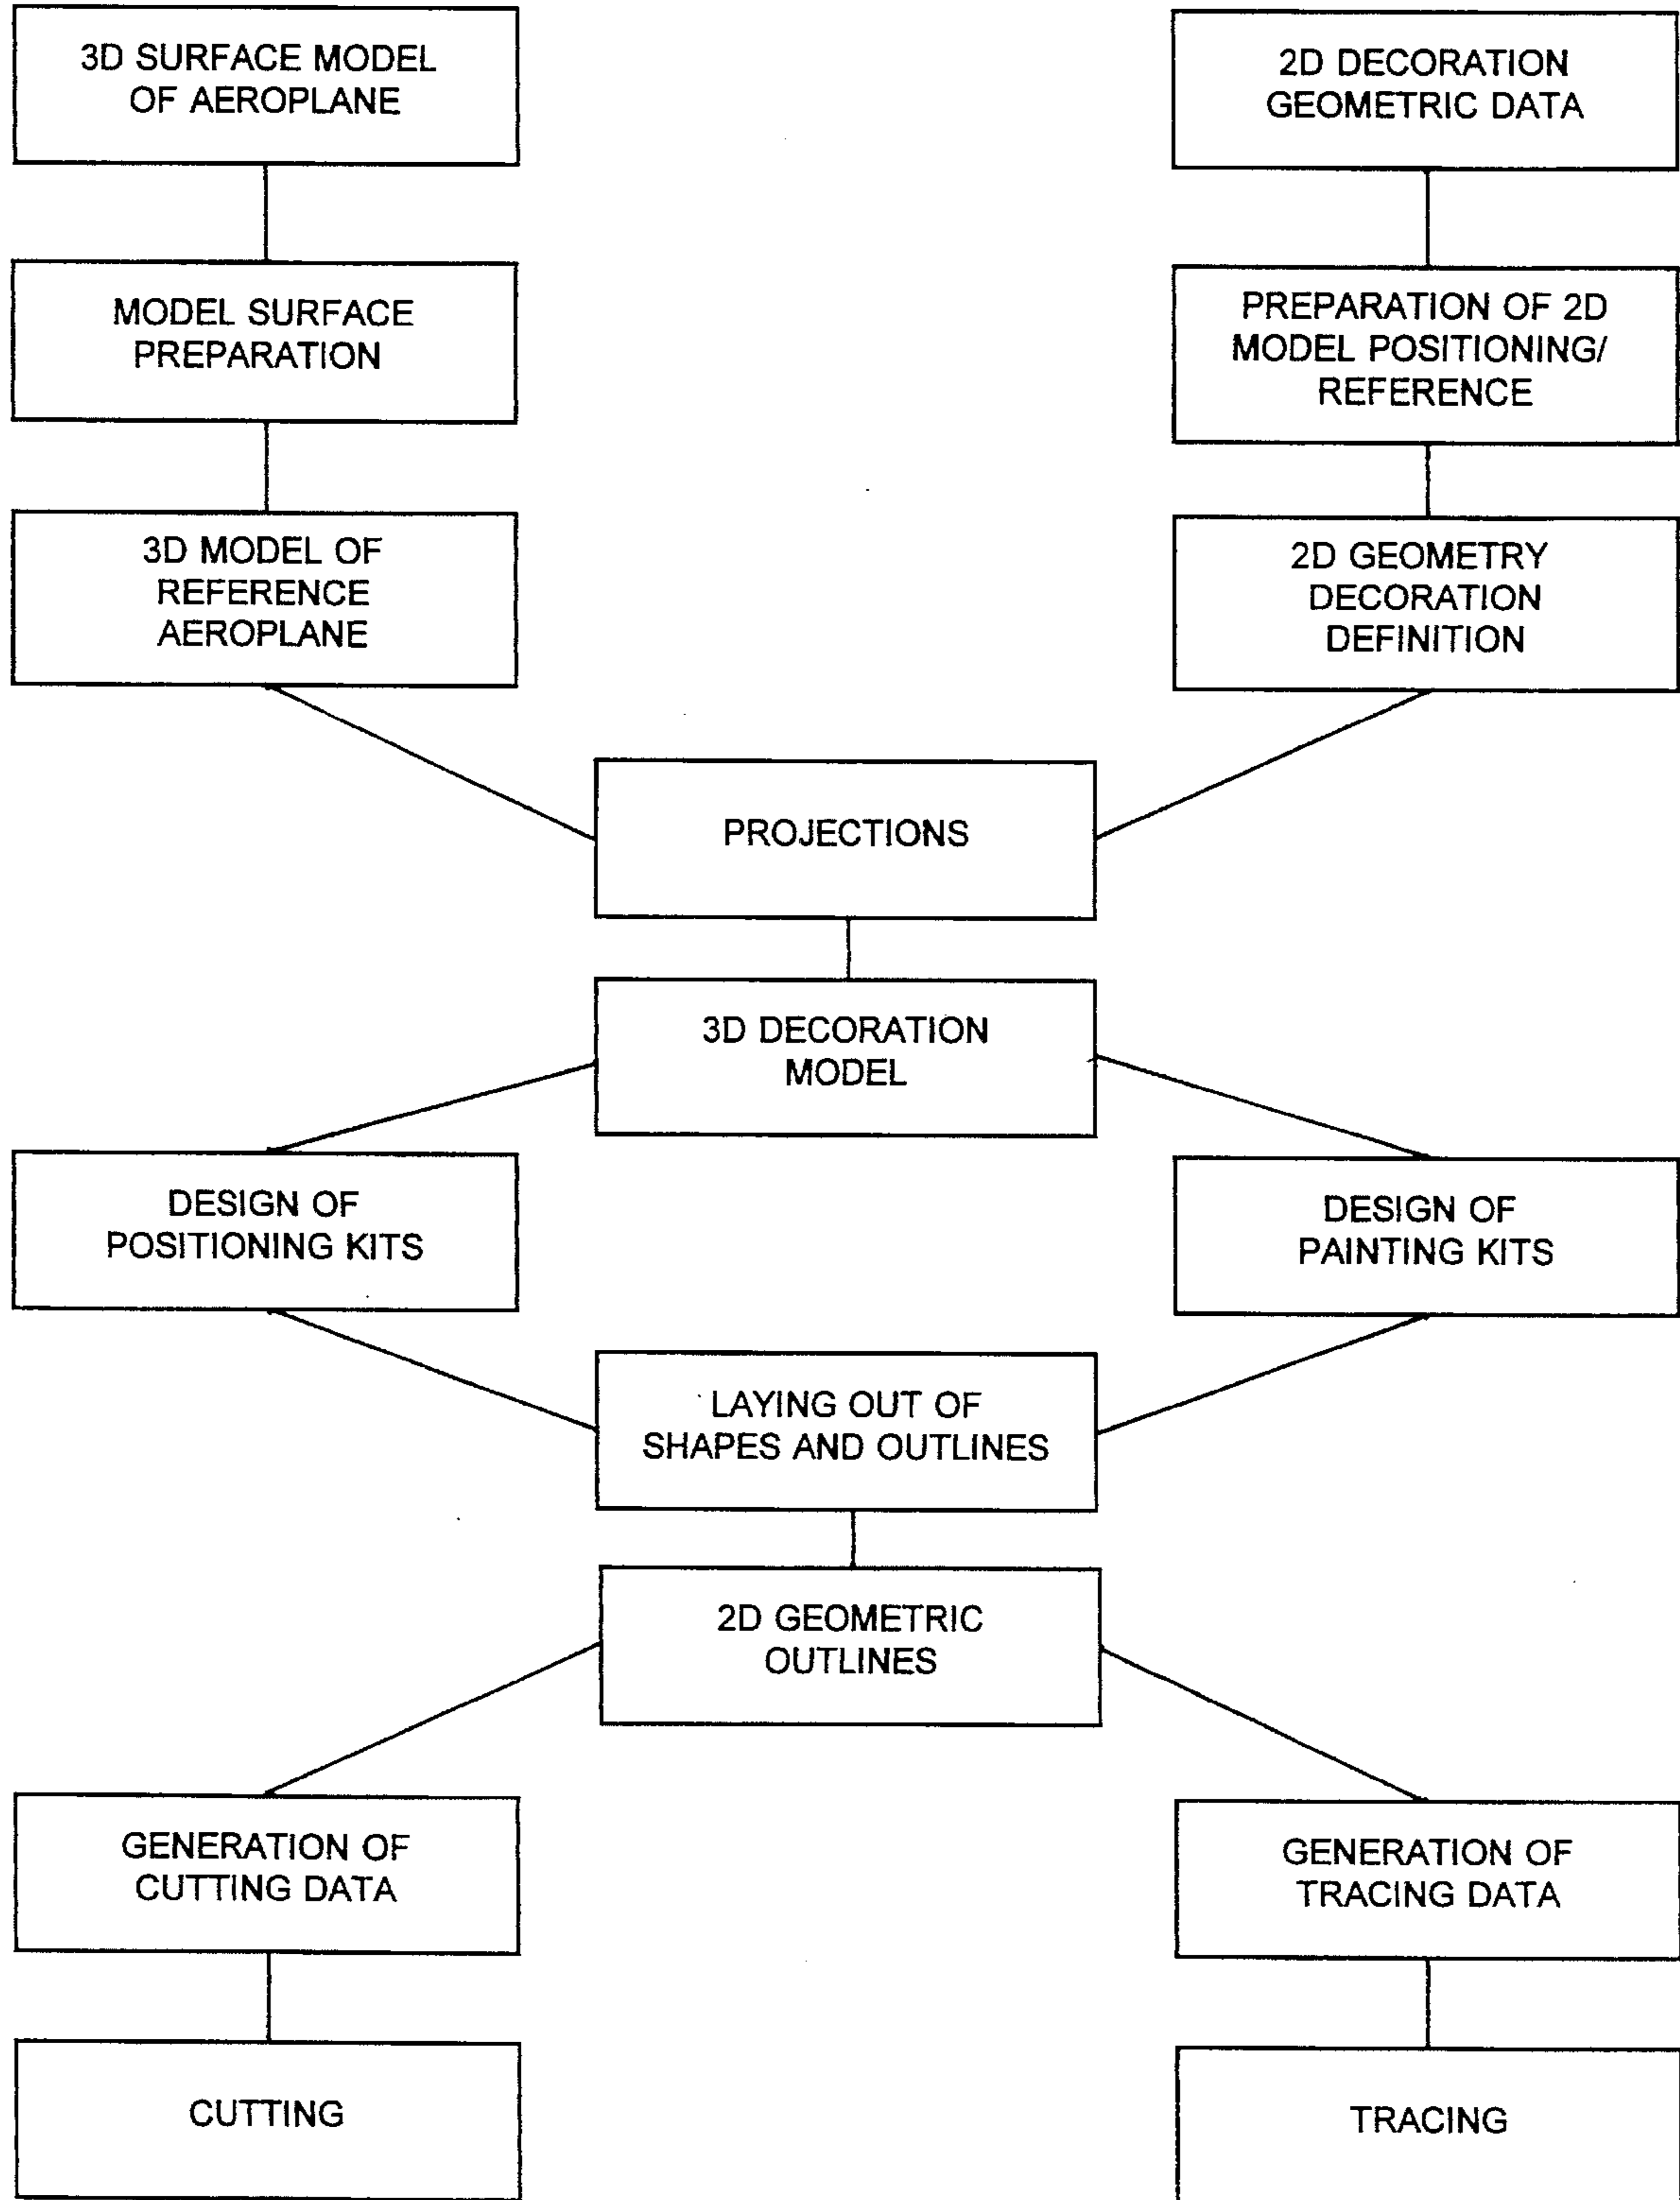 3D SURFACE MODEL
OF AEROPLANE
2D DECORATION
GEOMETRIC DATA
MODEL SURFACE
PREPARATION
PREPARATION OF 2D
MODEL POSITIONING/
REFERENCE
3D MODEL OF
REFERENCE
AEROPLANE
2D GEOMETRY
DECORATION
DEFINITION
PROJECTIONS
3D DECORATION
MODEL
DESIGN OF
POSITIONING KITS
DESIGN OF
PAINTING KITS
LAYING OUT OF
SHAPES AND OUTLINES
2D GEOMETRIC
OUTLINES
GENERATION OF
CUTTING DATA
GENERATION OF
TRACING DATA
CUTTING
TRACING